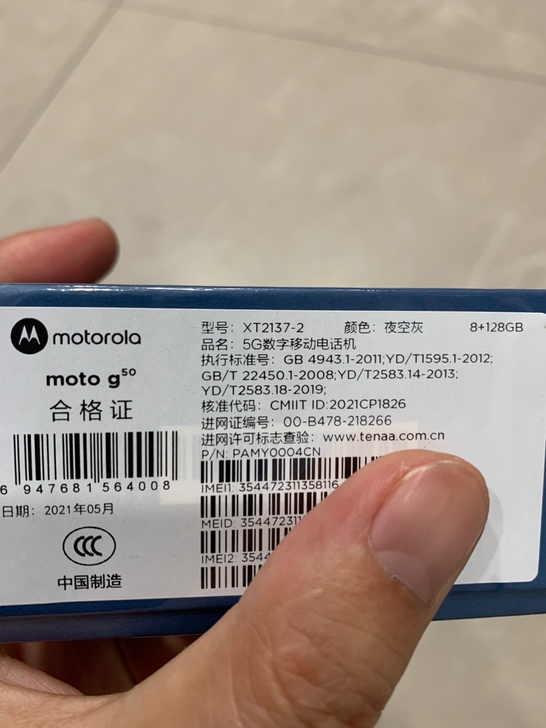 motorola
moto g50
合格证
6 947681 564008
日期：2021年05月
CCC
中国制造
型号：XT2137-2 颜色：夜空灰 8+128GB
品名：5G数字移动电话机
执行标准号：GB 4943.1-2011;YD/T1595.1-2012;
GB/T 22450.1-2008;YD/T2583.14-2013;
YD/T2583.18-2019;
核准代码：CMIIT ID:2021CP1826
进网证编号：00-B478-218266
进网许可标志查验：www.tenaa.com.cn
P/N: PAMY0004CN
IMEI1: 354472311358116
MEID: 35447231
IMEI2: 3544